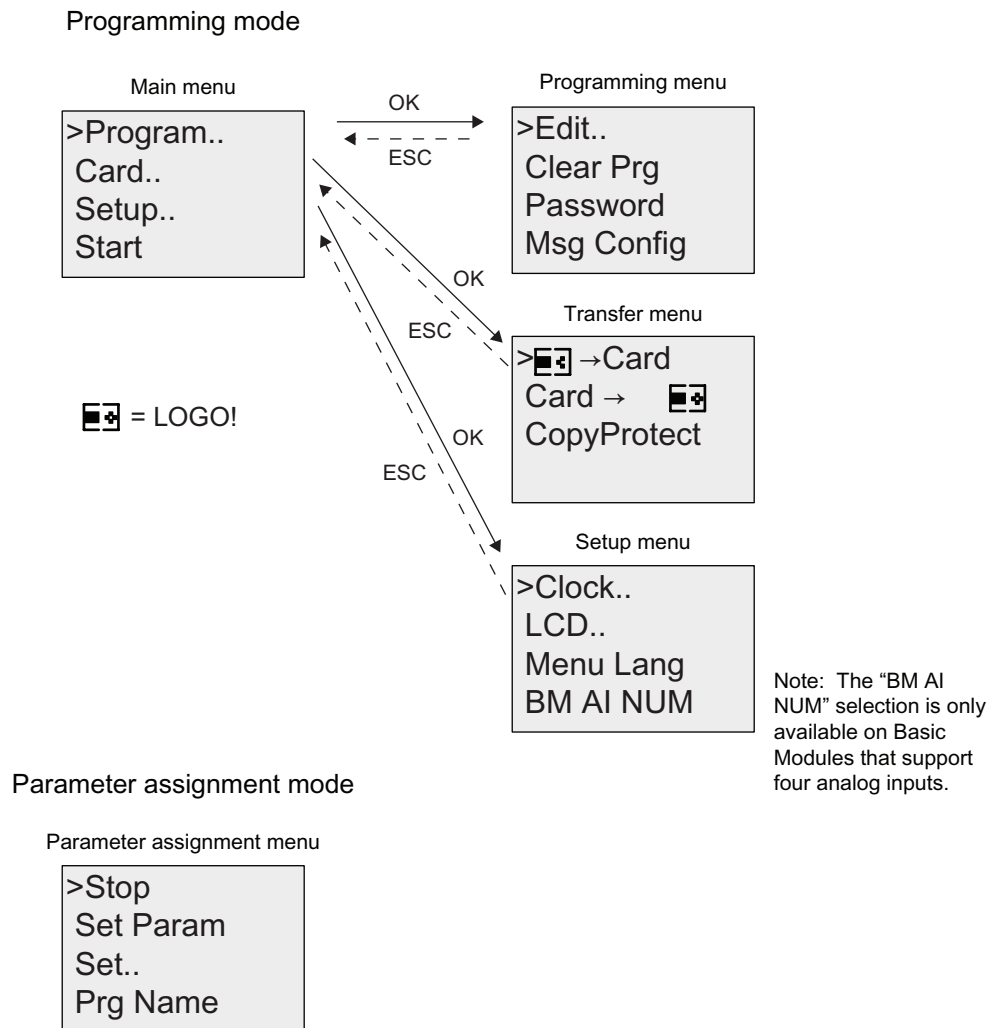 Programming mode
Main menu
>Program..
Card..
Setup..
Start
OK
ESC
Programming menu
>Edit..
Clear Prg
Password
Msg Config
OK
ESC
Transfer menu
> →Card
Card →
CopyProtect
= LOGO!
OK
ESC
Setup menu
>Clock..
LCD..
Menu Lang
BM AI NUM
Note: The “BM AI
NUM” selection is only
available on Basic
Modules that support
four analog inputs.
Parameter assignment mode
Parameter assignment menu
>Stop
Set Param
Set..
Prg Name